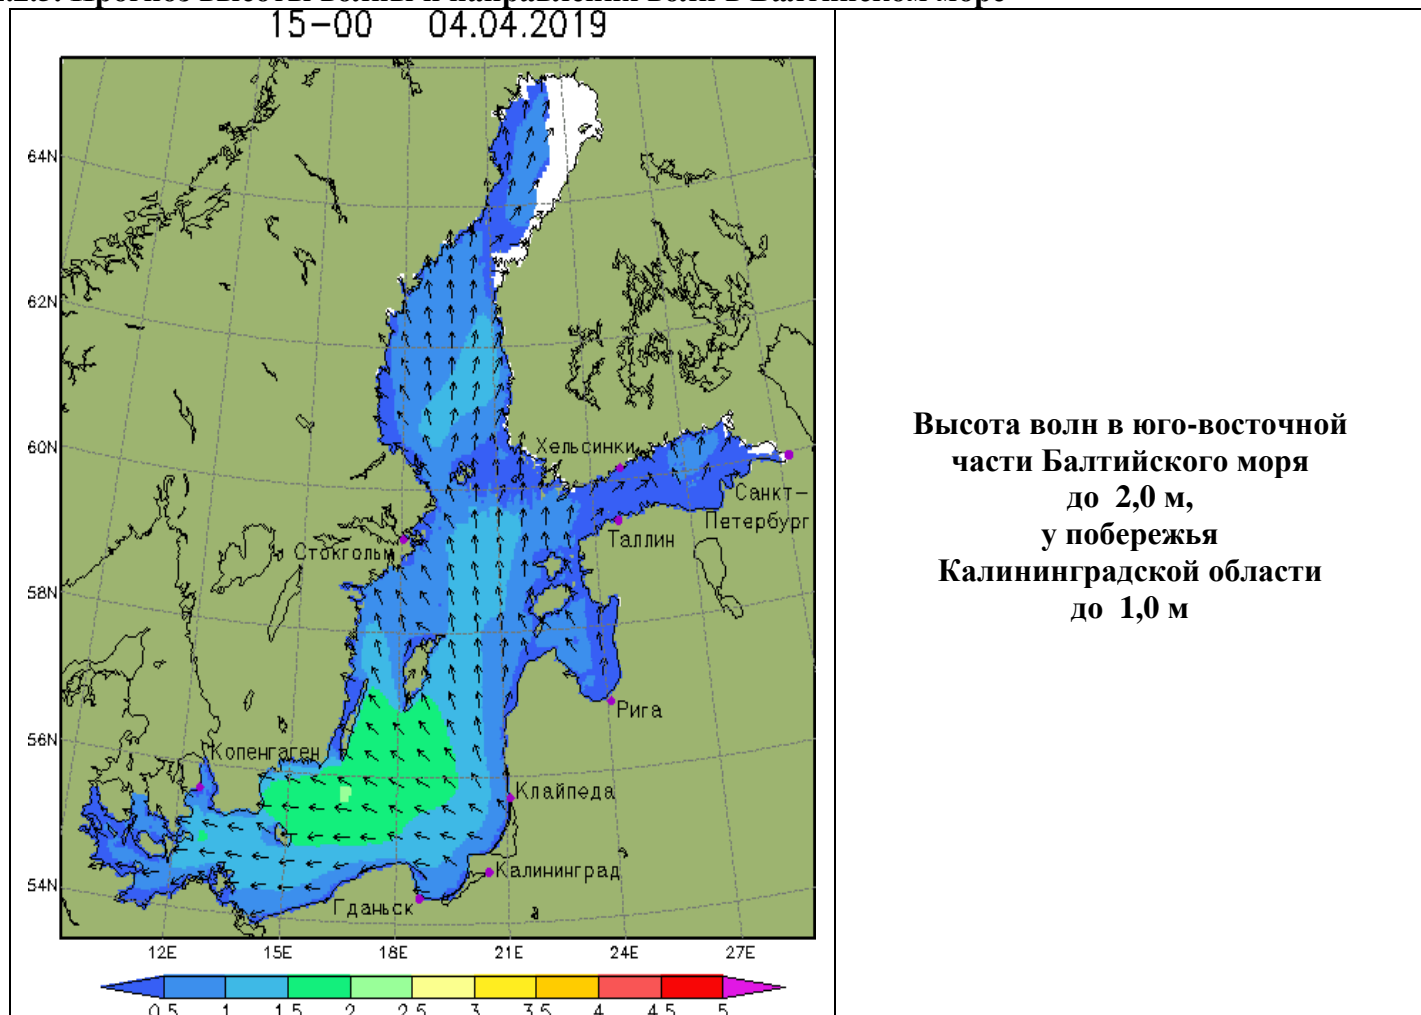 15-00 04.04.2019
64N
62N
60N
58N
56N
54N
Хельсинки
Санкт-
Петербург
Таллин
Стокгольм
Рига
Копенгаген
Клайпеда
Калининград
Гданьск
12E 15E 18E 21E 24E 27E
0.5 1 1.5 2 2.5 3 3.5 4 4.5 5
Высота волн в юго-восточной
части Балтийского моря
до 2,0 м,
у побережья
Калининградской области
до 1,0 м